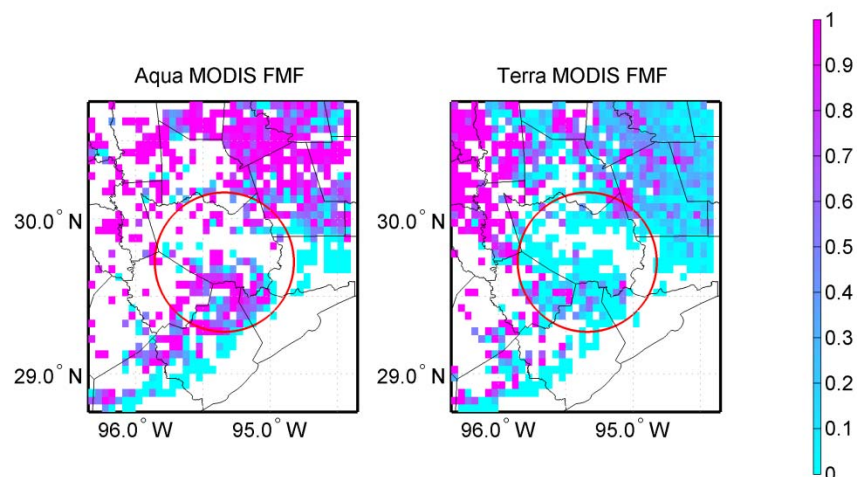 Aqua MODIS FMF
Terra MODIS FMF
30.0° N
29.0° N
96.0° W
95.0° W
30.0° N
29.0° N
96.0° W
95.0° W
1
0.9
0.8
0.7
0.6
0.5
0.4
0.3
0.2
0.1
0